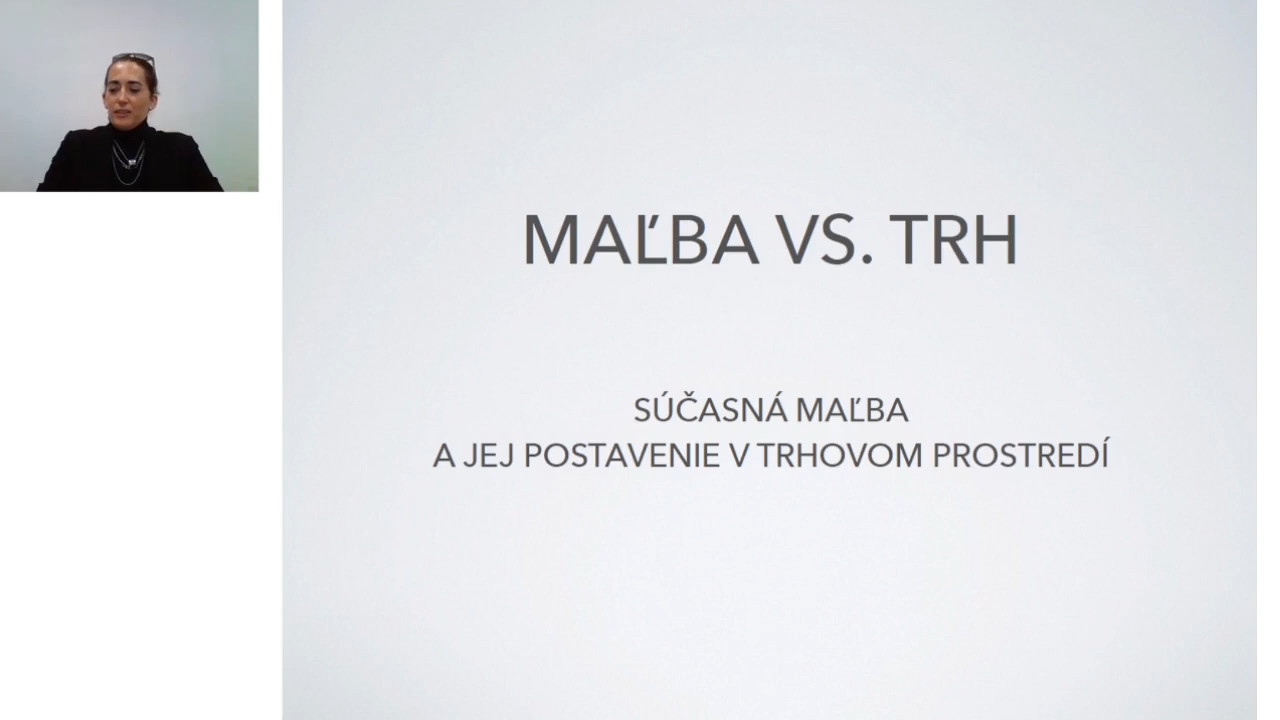 MAĽBA VS. TRH
SÚČASNÁ MAĽBA
A JEJ POSTAVENIE V TRHOVOM PROSTREDÍ